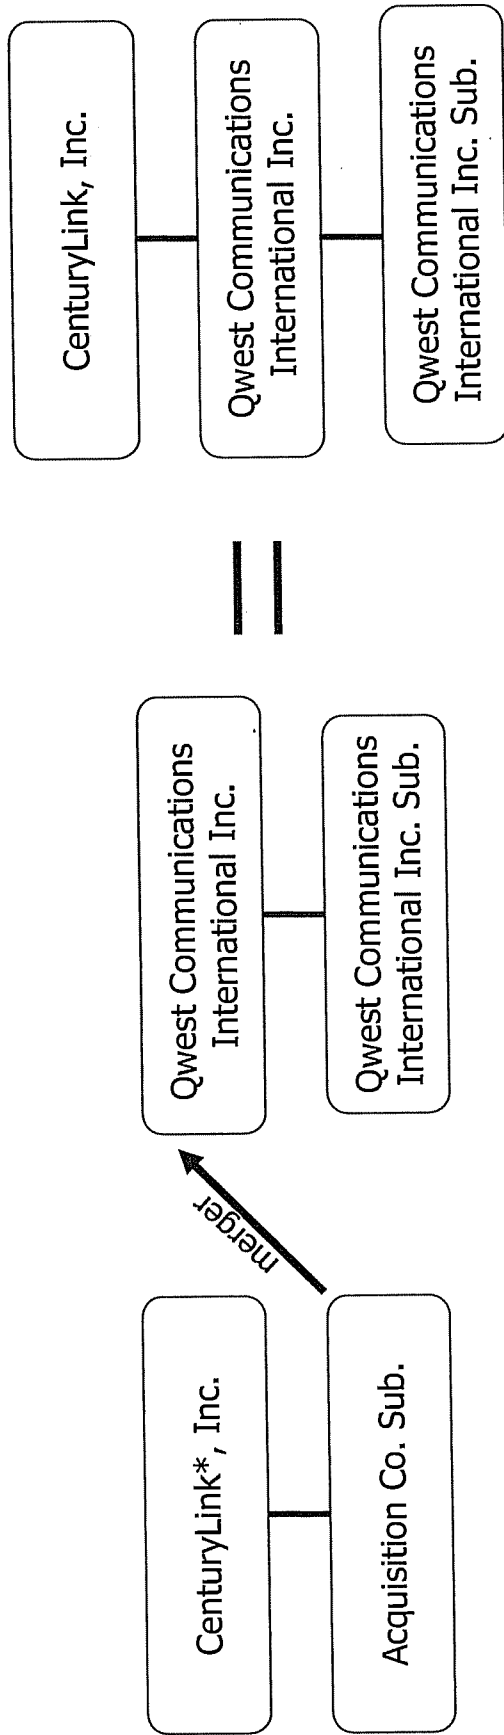 CenturyLink*, Inc.
Acquisition Co. Sub.
merger
Qwest Communications
International Inc.
Qwest Communications
International Inc. Sub.
CenturyLink, Inc.
Qwest Communications
International Inc.
Qwest Communications
International Inc. Sub.